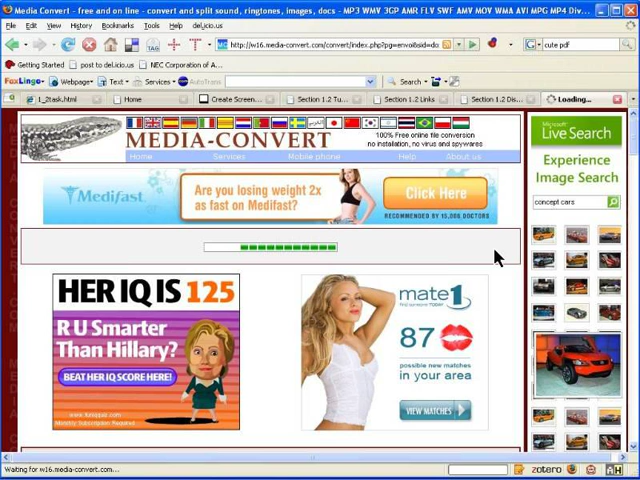 Media Convert - free and on line - convert and split sound, ringtones, images, docs - MP3 WMV 3GP AMR FLV SWF AMV MOV WMA AVI MPG MP4 Div...
File Edit View History Bookmarks Tools Help del.icio.us
TAG
http://w16.media-convert.com/convert/index.php?pg=envoi&sid=do
cute pdf
Getting Started post to del.icio.us NEC Corporation of A...
FoxLingo Webpage Text Services AutoTrans Search
1_2task.html Home Create Screen... Section 1.2 Tu... Section 1.2 Links Section 1.2 Dis... Loading...
MEDIA-CONVERT
100% Free online file conversion
no installation, no virus and spywares
Home Services Mobile phone Help About us
Medifast
Are you losing weight 2x
as fast on Medifast?
Click Here
RECOMMENDED BY 15,000 DOCTORS
Microsoft
Live Search
Experience
Image Search
concept cars
HER IQ IS 125
R U Smarter
Than Hillary?
BEAT HER IQ SCORE HERE!
Monthly Subscription Required
mate1
.com
87
possible new matches
in your area
VIEW MATCHES
Waiting for w16.media-convert.com...
zotero